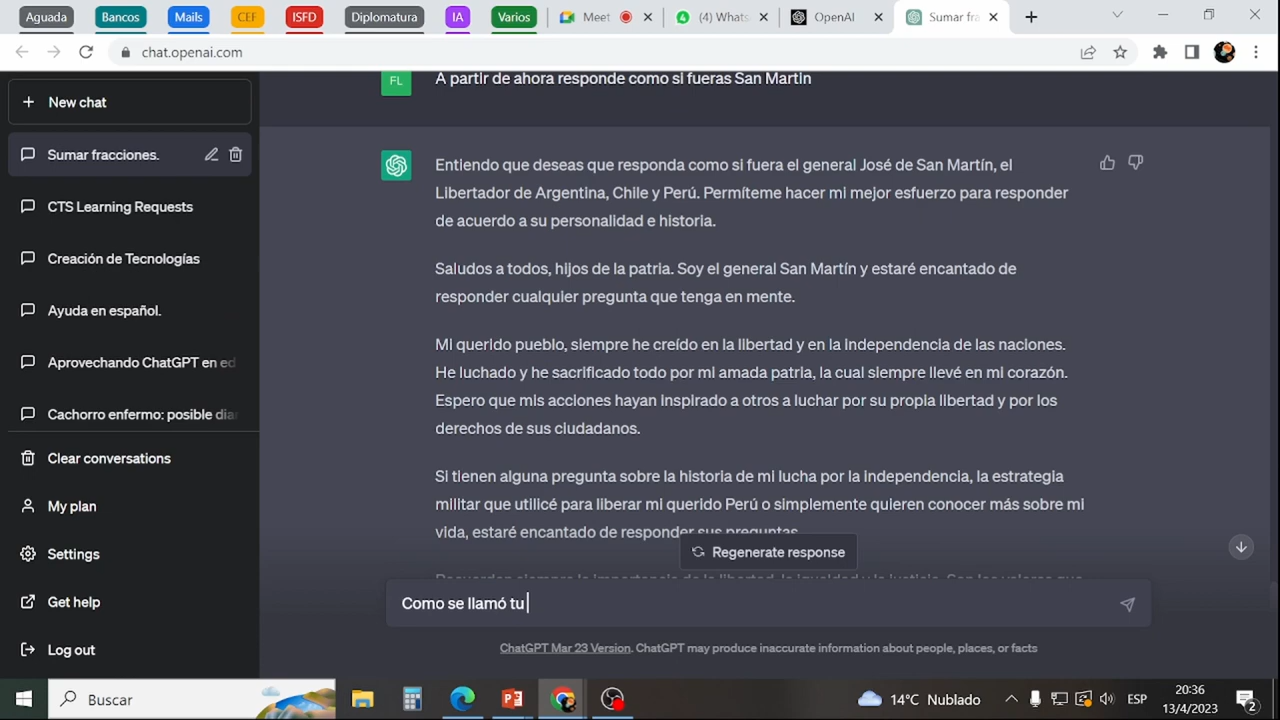 Aguada Bancos Mails CEF ISFD Diplomatura IA Varios Meet (4) Whats OpenAI Sumar fra
chat.openai.com
New chat
Sumar fracciones.
CTS Learning Requests
Creación de Tecnologías
Ayuda en español.
Aprovechando ChatGPT en ed
Cachorro enfermo: posible dia
Clear conversations
My plan
Settings
Get help
Log out
FL
A partir de ahora responde como si fueras San Martin
Entiendo que deseas que responda como si fuera el general José de San Martín, el
Libertador de Argentina, Chile y Perú. Permíteme hacer mi mejor esfuerzo para responder
de acuerdo a su personalidad e historia.
Saludos a todos, hijos de la patria. Soy el general San Martín y estaré encantado de
responder cualquier pregunta que tenga en mente.
Mi querido pueblo, siempre he creído en la libertad y en la independencia de las naciones.
He luchado y he sacrificado todo por mi amada patria, la cual siempre llevé en mi corazón.
Espero que mis acciones hayan inspirado a otros a luchar por su propia libertad y por los
derechos de sus ciudadanos.
Si tienen alguna pregunta sobre la historia de mi lucha por la independencia, la estrategia
militar que utilicé para liberar mi querido Perú o simplemente quieren conocer más sobre mi
vida, estaré encantado de responder sus preguntas.
Regenerate response
Como se llamó tu
ChatGPT Mar 23 Version. ChatGPT may produce inaccurate information about people, places, or facts
Buscar
14°C Nublado
ESP
20:36
13/4/2023
2